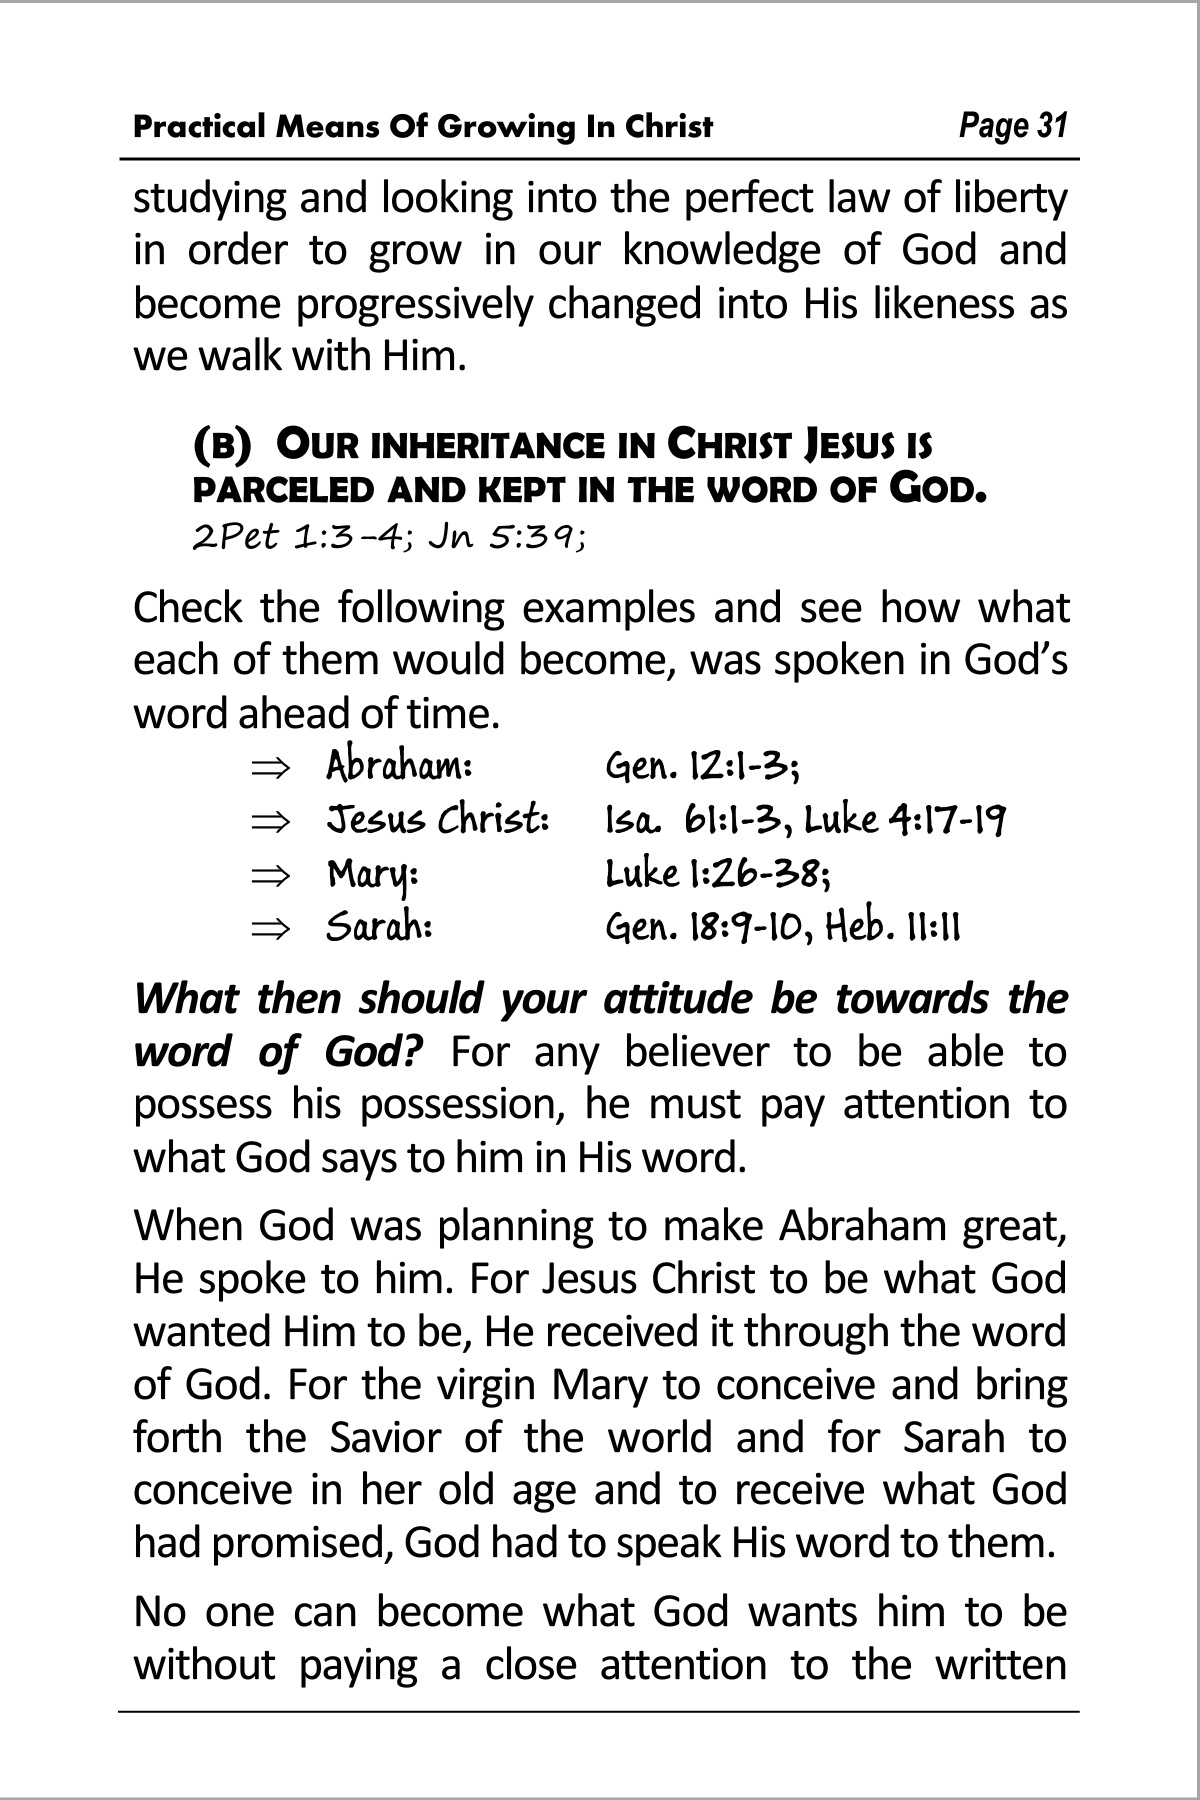 Practical Means Of Growing In Christ Page 31
studying and looking into the perfect law of liberty
in order to grow in our knowledge of God and
become progressively changed into His likeness as
we walk with Him.
(B) OUR INHERITANCE IN CHRIST JESUS IS
PARCELED AND KEPT IN THE WORD OF GOD.
2Pet 1:3-4; Jn 5:39;
Check the following examples and see how what
each of them would become, was spoken in God’s
word ahead of time.
⇒ Abraham: Gen. 12:1-3;
⇒ Jesus Christ: Isa. 61:1-3, Luke 4:17-19
⇒ Mary: Luke 1:26-38;
⇒ Sarah: Gen. 18:9-10, Heb. 11:11
What then should your attitude be towards the
word of God? For any believer to be able to
possess his possession, he must pay attention to
what God says to him in His word.
When God was planning to make Abraham great,
He spoke to him. For Jesus Christ to be what God
wanted Him to be, He received it through the word
of God. For the virgin Mary to conceive and bring
forth the Savior of the world and for Sarah to
conceive in her old age and to receive what God
had promised, God had to speak His word to them.
No one can become what God wants him to be
without paying a close attention to the written